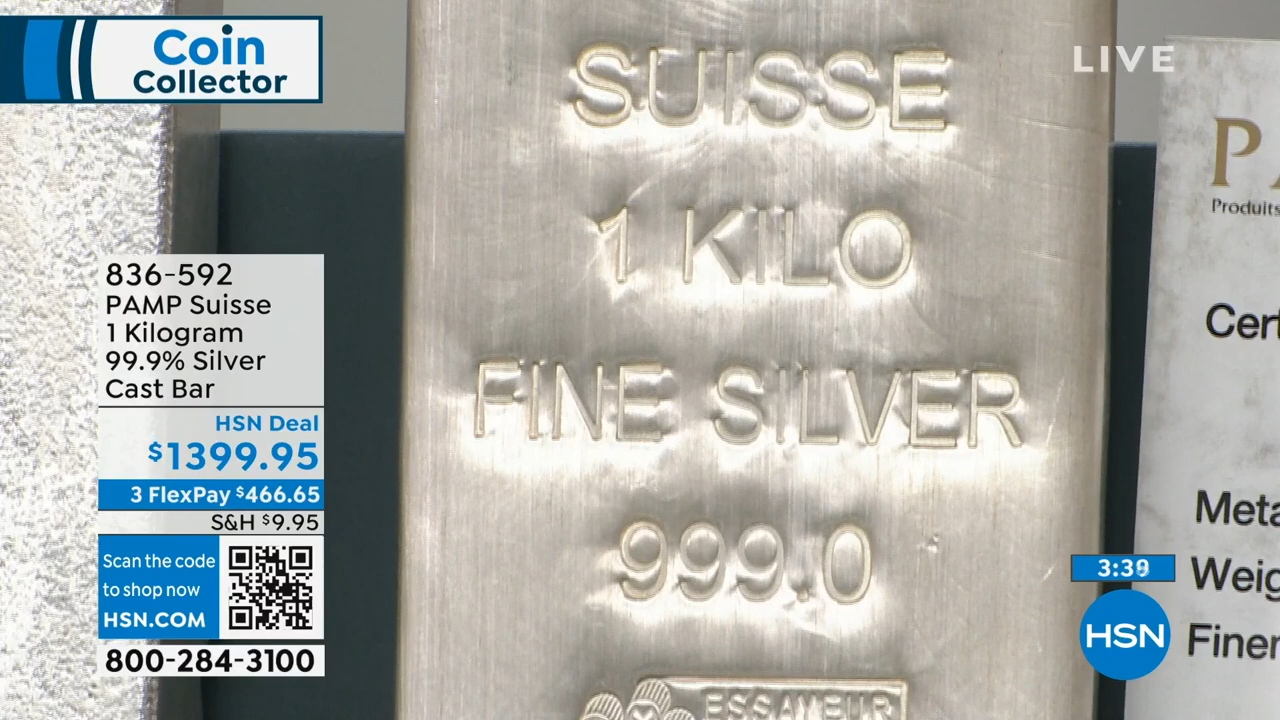 Coin
Collector
LIVE
SUISSE
1 KILO
FINE SILVER
999.0
ESSAYEUR
836-592
PAMP Suisse
1 Kilogram
99.9% Silver
Cast Bar
HSN Deal
$1399.95
3 FlexPay $466.65
S&H $9.95
Scan the code
to shop now
HSN.COM
800-284-3100
P
Produits
Cert
Meta
Weig
Finen
3:39
HSN